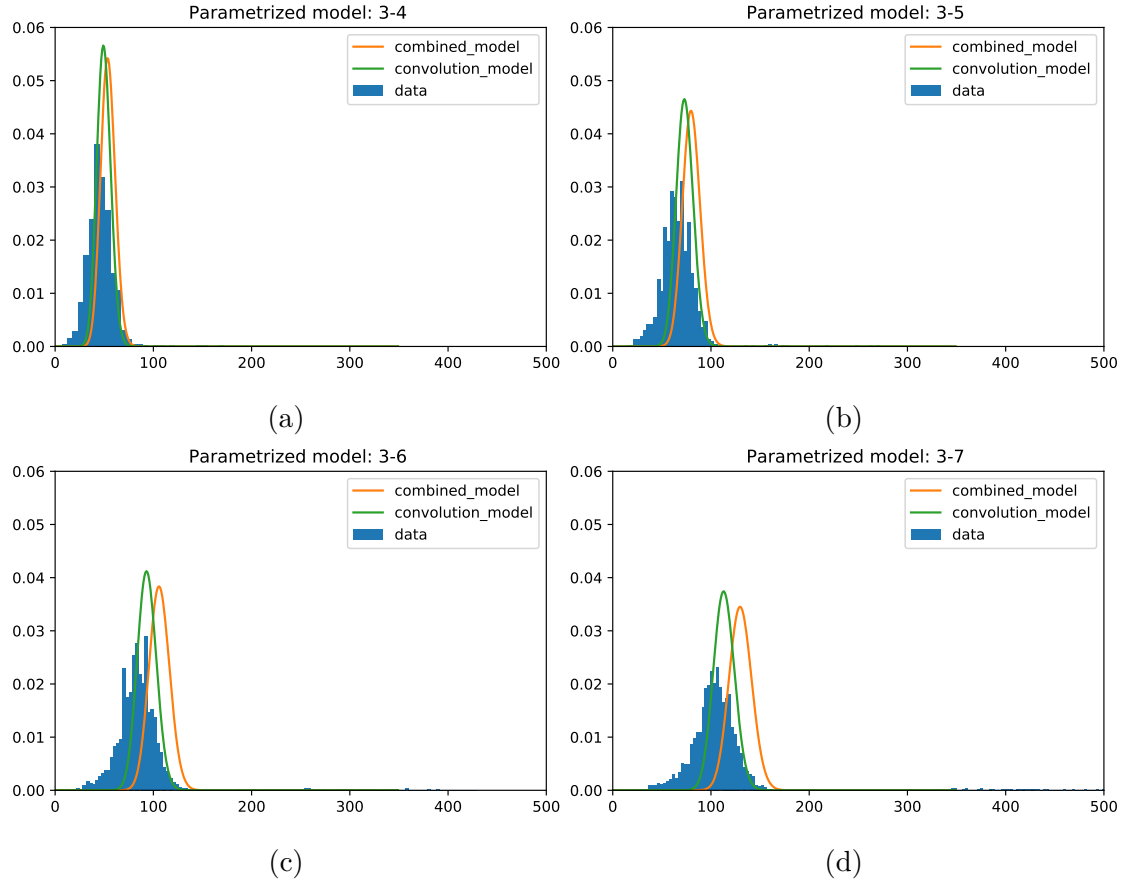 Parametrized model: 3-4
0.06
0.05
0.04
0.03
0.02
0.01
0.00
0 100 200 300 400 500
combined_model
convolution_model
data
(a)
Parametrized model: 3-5
0.06
0.05
0.04
0.03
0.02
0.01
0.00
0 100 200 300 400 500
combined_model
convolution_model
data
(b)
Parametrized model: 3-6
0.06
0.05
0.04
0.03
0.02
0.01
0.00
0 100 200 300 400 500
combined_model
convolution_model
data
(c)
Parametrized model: 3-7
0.06
0.05
0.04
0.03
0.02
0.01
0.00
0 100 200 300 400 500
combined_model
convolution_model
data
(d)